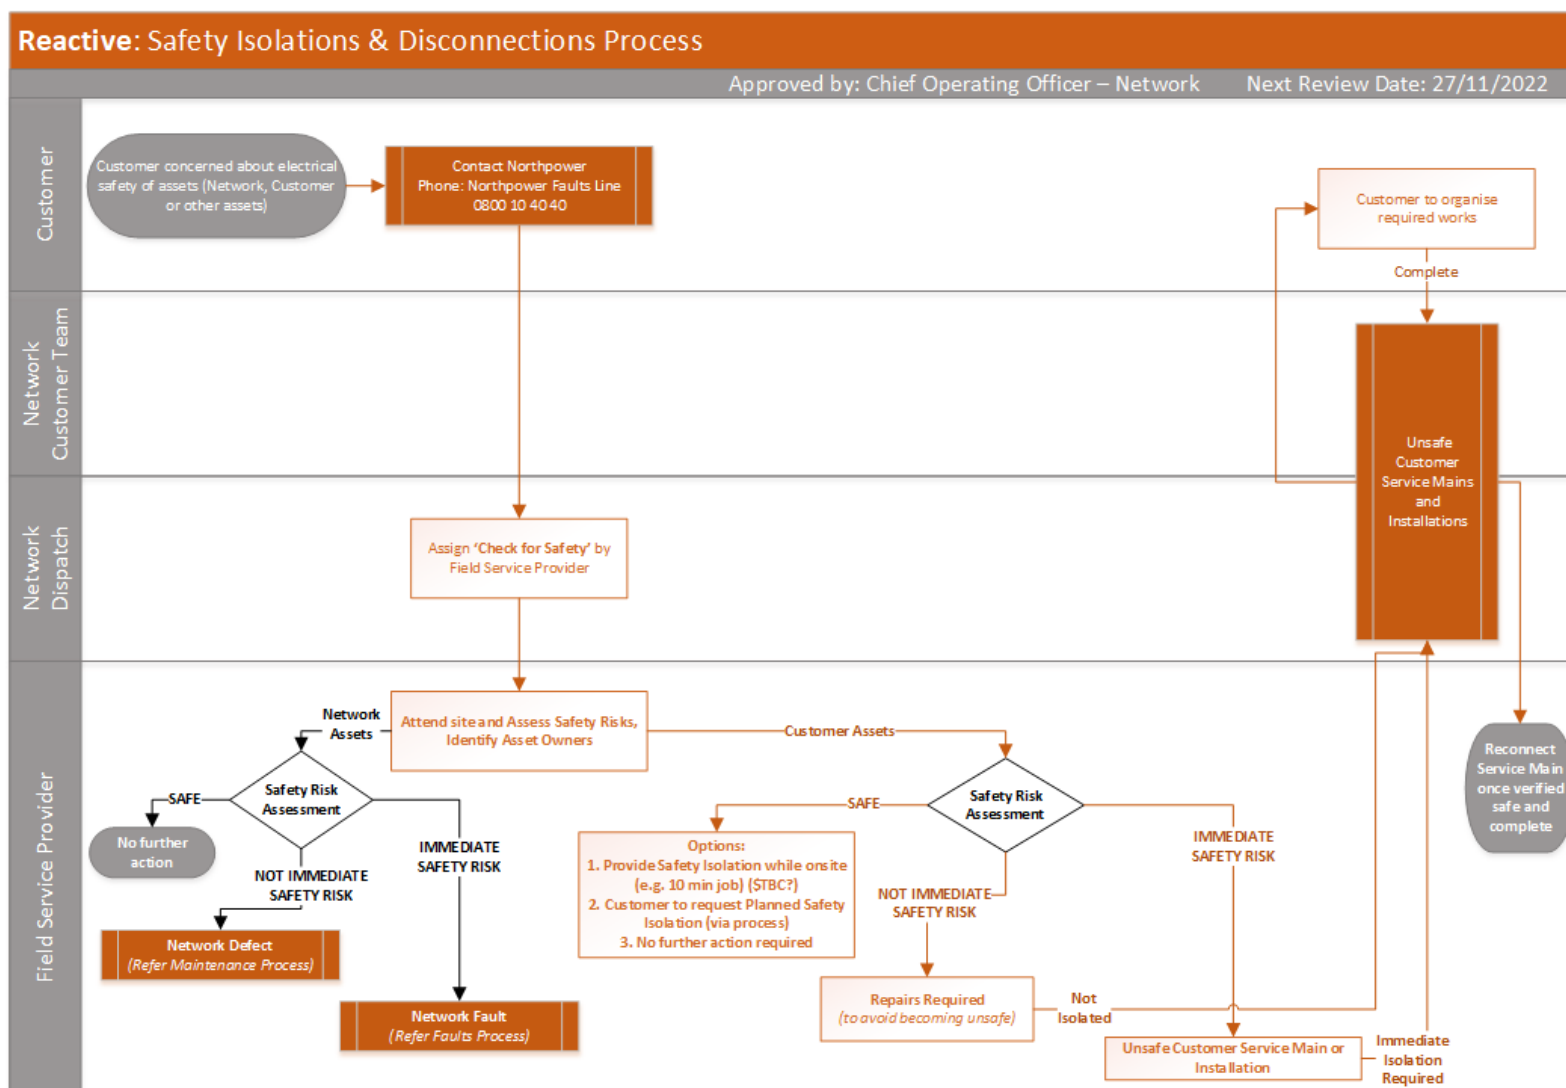 Reactive: Safety Isolations & Disconnections Process
Approved by: Chief Operating Officer – Network Next Review Date: 27/11/2022
Customer
Customer concerned about electrical
safety of assets (Network, Customer
or other assets)
Contact Northpower
Phone: Northpower Faults Line
0800 10 40 40
Customer to organise
required works
Complete
Network
Customer Team
Unsafe
Customer
Service Mains
and
Installations
Network
Dispatch
Assign ‘Check for Safety’ by
Field Service Provider
Field Service Provider
Attend site and Assess Safety Risks,
Identify Asset Owners
Network
Assets
Customer Assets
SAFE
Safety Risk
Assessment
No further
action
NOT IMMEDIATE
SAFETY RISK
IMMEDIATE
SAFETY RISK
Network Defect
(Refer Maintenance Process)
Network Fault
(Refer Faults Process)
SAFE
Safety Risk
Assessment
Options:
1. Provide Safety Isolation while onsite
(e.g. 10 min job) ($TBC?)
2. Customer to request Planned Safety
Isolation (via process)
3. No further action required
NOT IMMEDIATE
SAFETY RISK
IMMEDIATE
SAFETY RISK
Repairs Required
(to avoid becoming unsafe)
Not
Isolated
Unsafe Customer Service Main or
Installation
Immediate
Isolation
Required
Reconnect
Service Main
once verified
safe and
complete